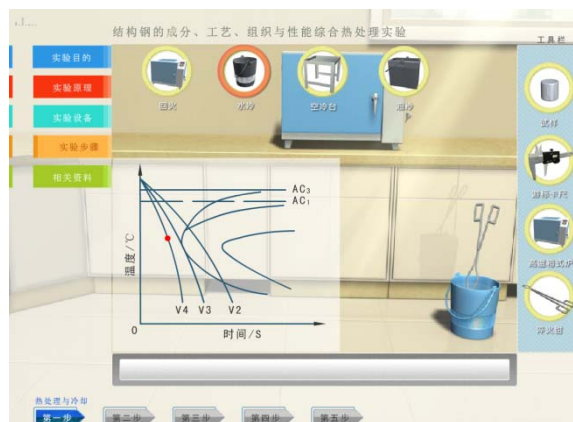 结构钢的成分、工艺、组织与性能综合热处理实验
工具栏
实验目的
实验原理
实验设备
实验步骤
相关资料
回火
水冷
空冷台
油冷
试样
游标卡尺
高温箱式炉
淬火钳
AC₃
AC₁
温度/℃
V4
V3
V2
0
时间/S
热处理与冷却
第一步
第二步
第三步
第四步
第五步